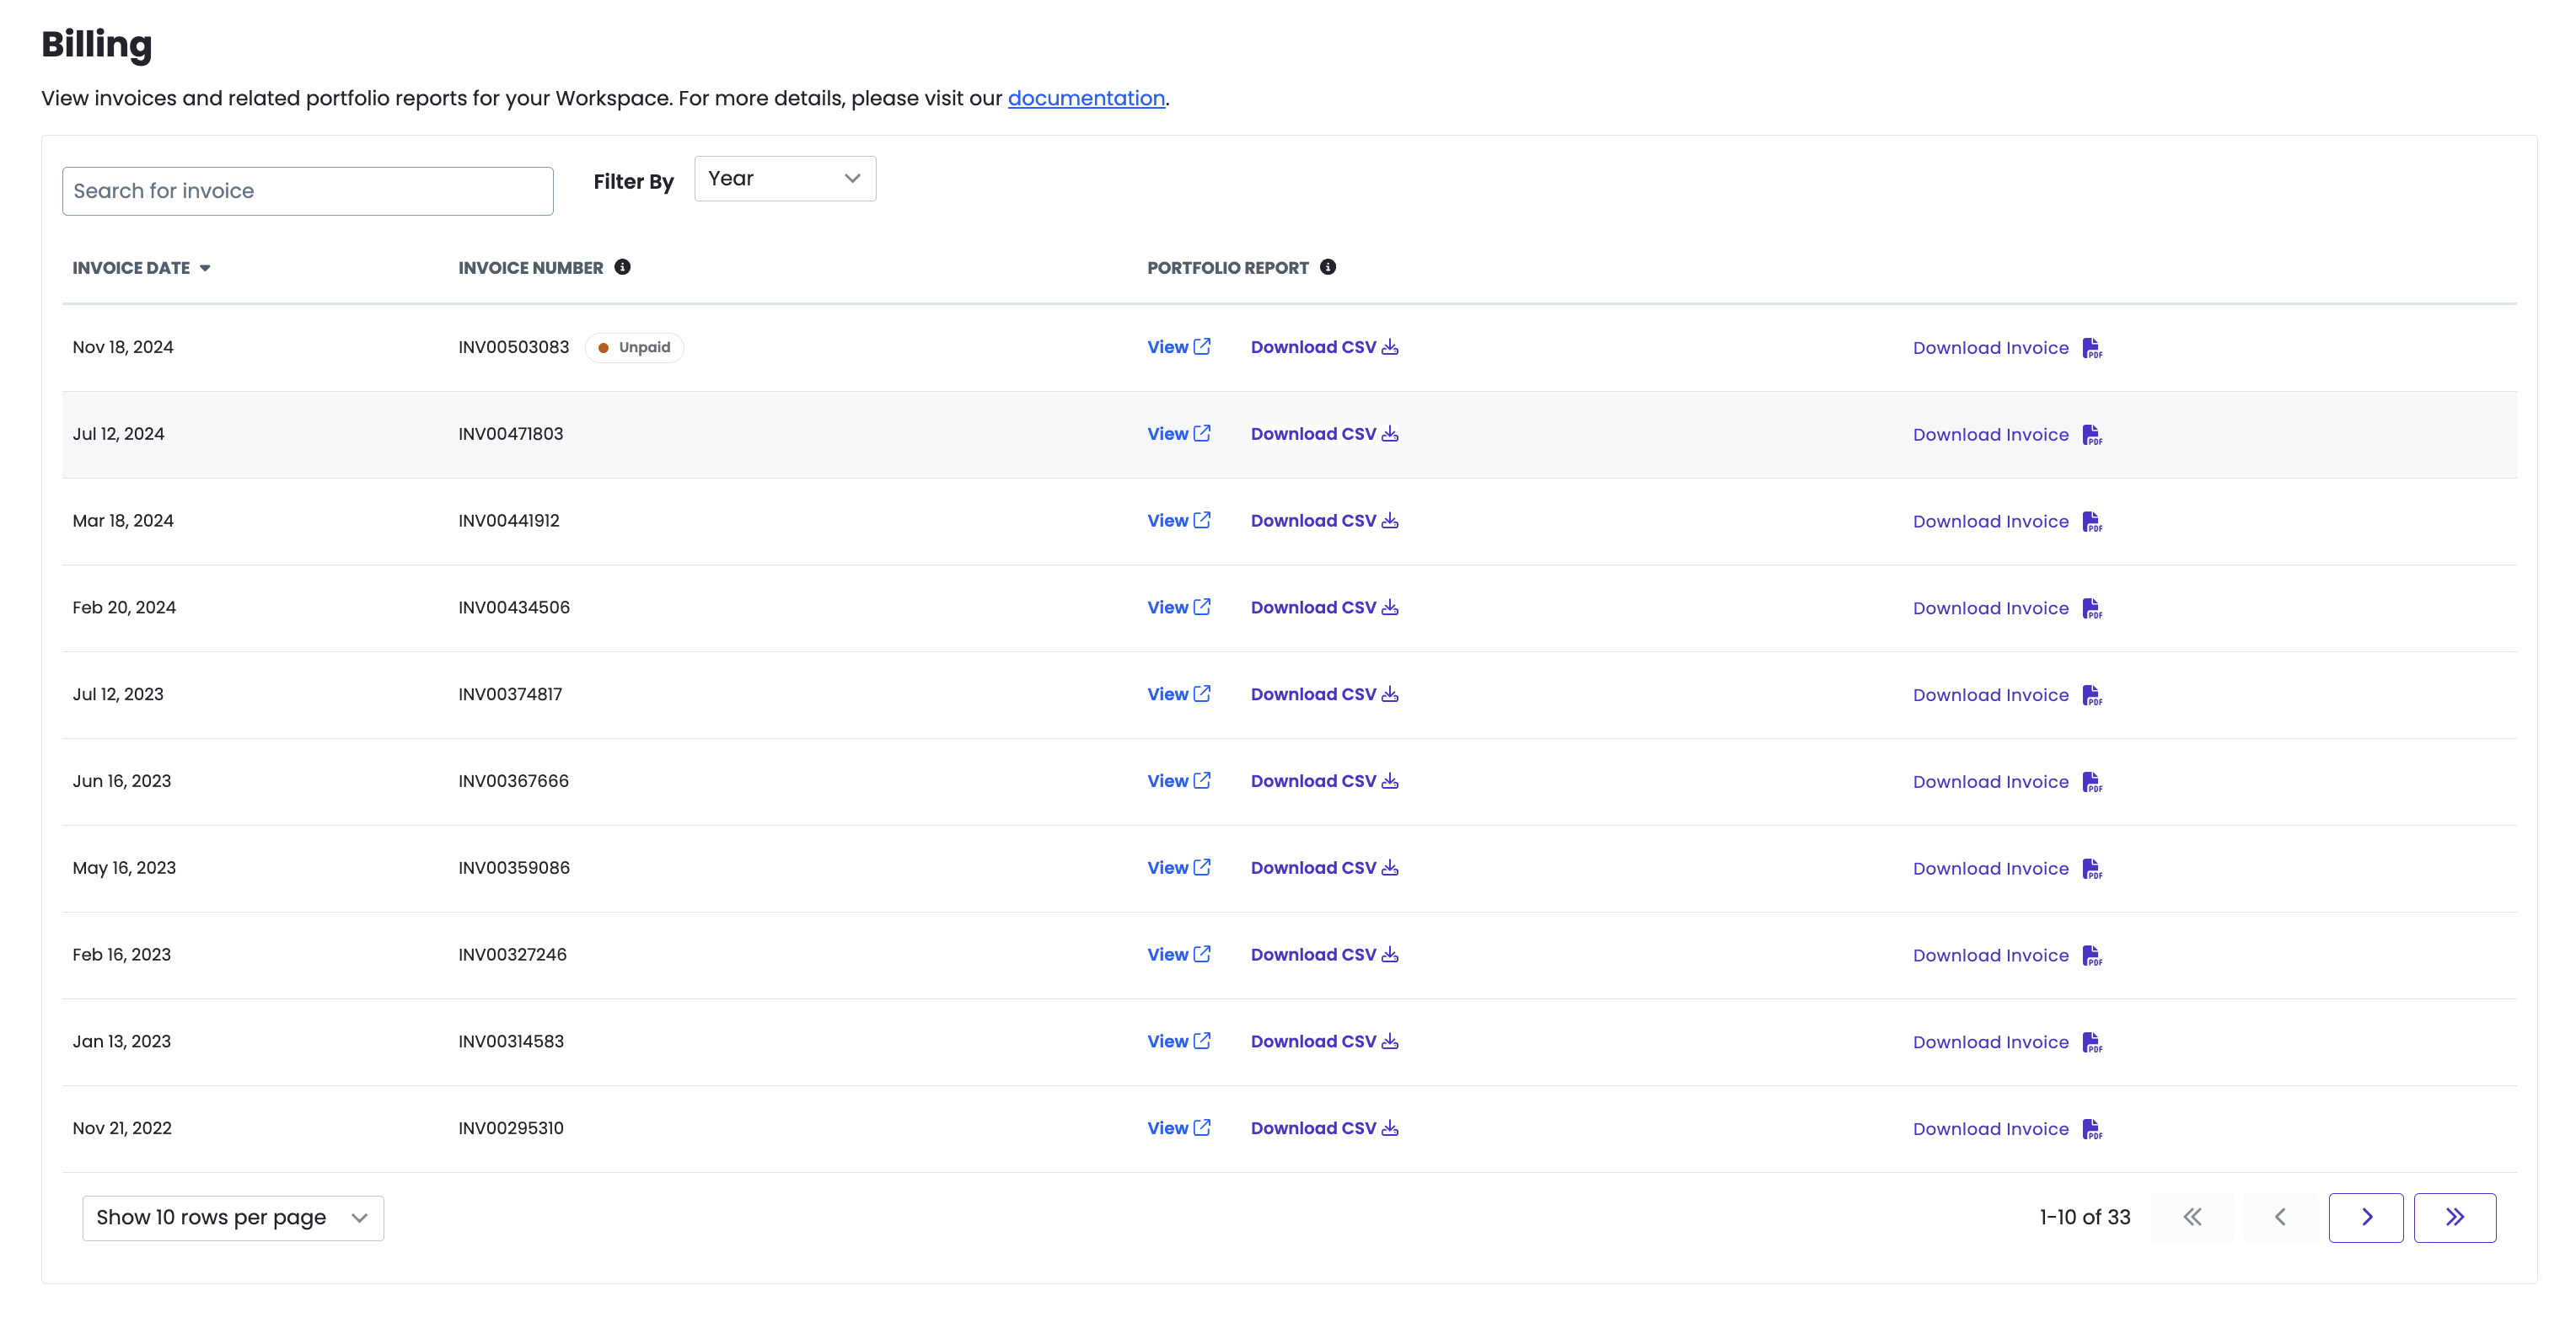 Billing
View invoices and related portfolio reports for your Workspace. For more details, please visit our documentation.
Search for invoice Filter By Year
INVOICE DATE INVOICE NUMBER PORTFOLIO REPORT
Nov 18, 2024 INV00503083 Unpaid View Download CSV Download Invoice
Jul 12, 2024 INV00471803 View Download CSV Download Invoice
Mar 18, 2024 INV00441912 View Download CSV Download Invoice
Feb 20, 2024 INV00434506 View Download CSV Download Invoice
Jul 12, 2023 INV00374817 View Download CSV Download Invoice
Jun 16, 2023 INV00367666 View Download CSV Download Invoice
May 16, 2023 INV00359086 View Download CSV Download Invoice
Feb 16, 2023 INV00327246 View Download CSV Download Invoice
Jan 13, 2023 INV00314583 View Download CSV Download Invoice
Nov 21, 2022 INV00295310 View Download CSV Download Invoice
Show 10 rows per page 1-10 of 33